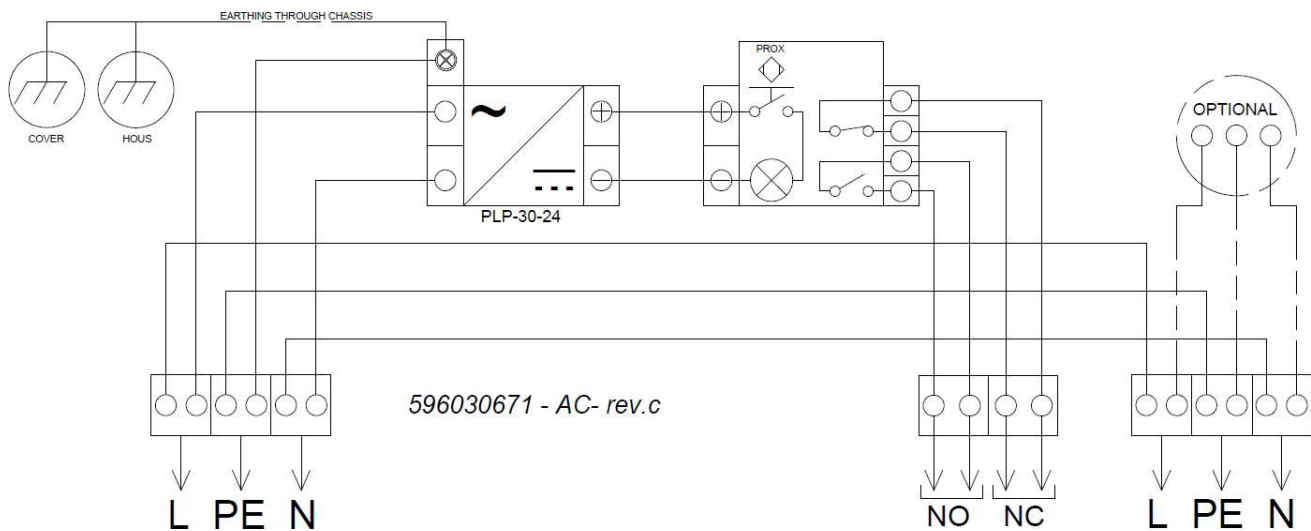 EARTHING THROUGH CHASSIS
COVER
HOUS
PLP-30-24
PROX
OPTIONAL
596030671 - AC- rev.c
L PE N
NO NC
L PE N